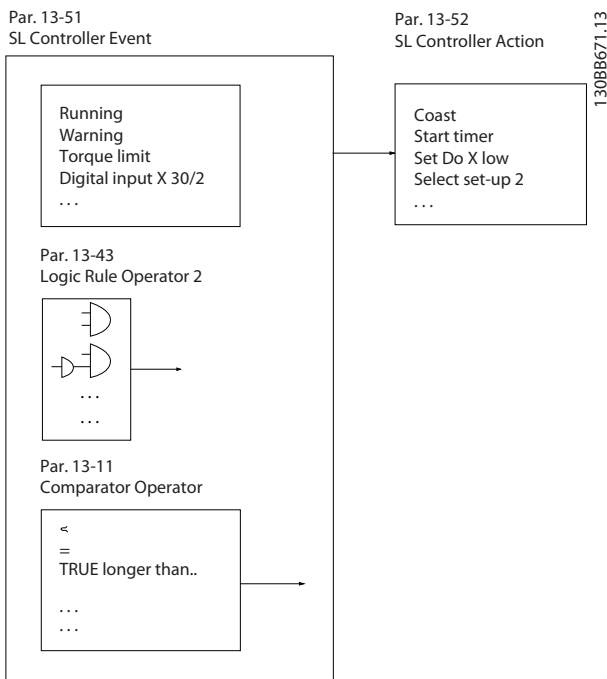 Par. 13-51
SL Controller Event
Par. 13-52
SL Controller Action
130BB671.13
Running
Warning
Torque limit
Digital input X 30/2
. . .
Coast
Start timer
Set Do X low
Select set-up 2
. . .
Par. 13-43
Logic Rule Operator 2
. . .
. . .
Par. 13-11
Comparator Operator
=
TRUE longer than..
. . .
. . .